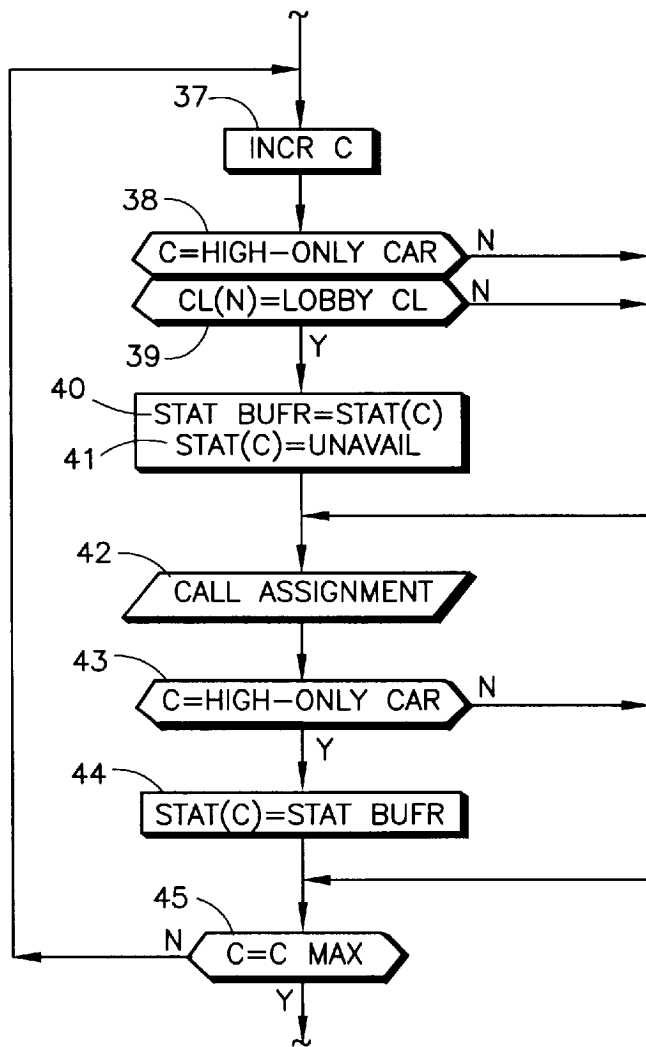 37
INCR C
38
C=HIGH-ONLY CAR N
CL(N)=LOBBY CL N
39 Y
40 STAT BUFR=STAT(C)
41 STAT(C)=UNAVAIL
42
CALL ASSIGNMENT
43
C=HIGH-ONLY CAR N
Y
44
STAT(C)=STAT BUFR
45
N C=C MAX
Y